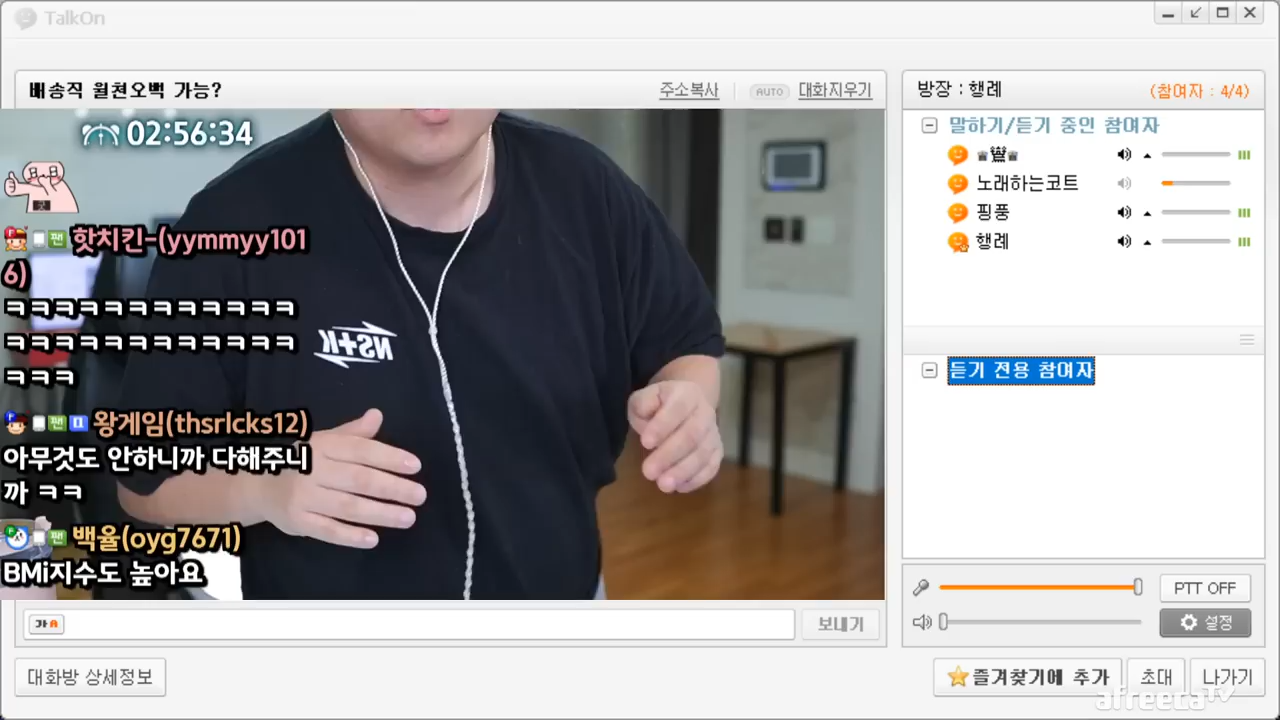 TalkOn
배송직 월천오백 가능?
주소복사
AUTO
대화지우기
방장 : 행례
(참여자 : 4/4)
02:56:34
말하기/듣기 중인 참여자
노래하는코트
핑풍
행례
핫치킨-(yymmyy101
6)
ㅋㅋㅋㅋㅋㅋㅋㅋㅋㅋㅋㅋ
ㅋㅋㅋㅋㅋㅋㅋㅋㅋㅋㅋㅋ
ㅋㅋㅋ
NS+K
듣기 전용 참여자
왕게임(thsrlcks12)
아무것도 안하니까 다해주니
까 ㅋㅋ
백율(oyg7671)
BMi지수도 높아요
가A
보내기
PTT OFF
설정
대화방 상세정보
즐겨찾기에 추가
초대
나가기
afreecaTV